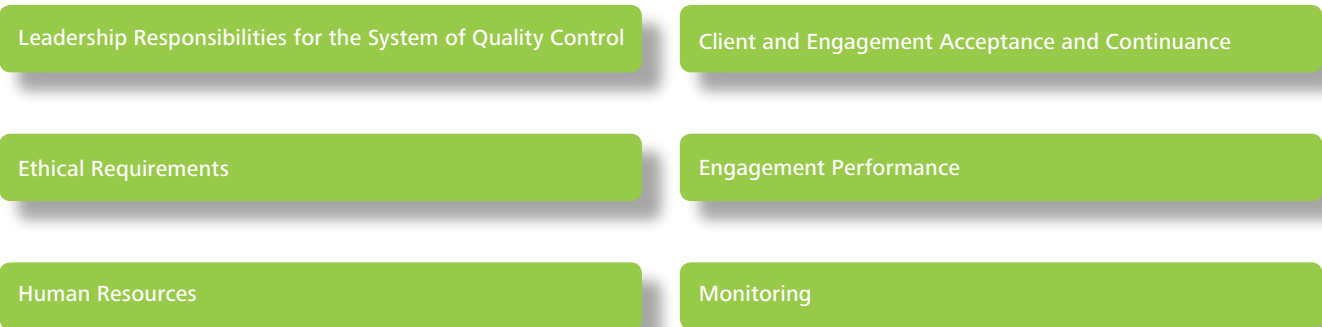 Leadership Responsibilities for the System of Quality Control
Client and Engagement Acceptance and Continuance
Ethical Requirements
Engagement Performance
Human Resources
Monitoring